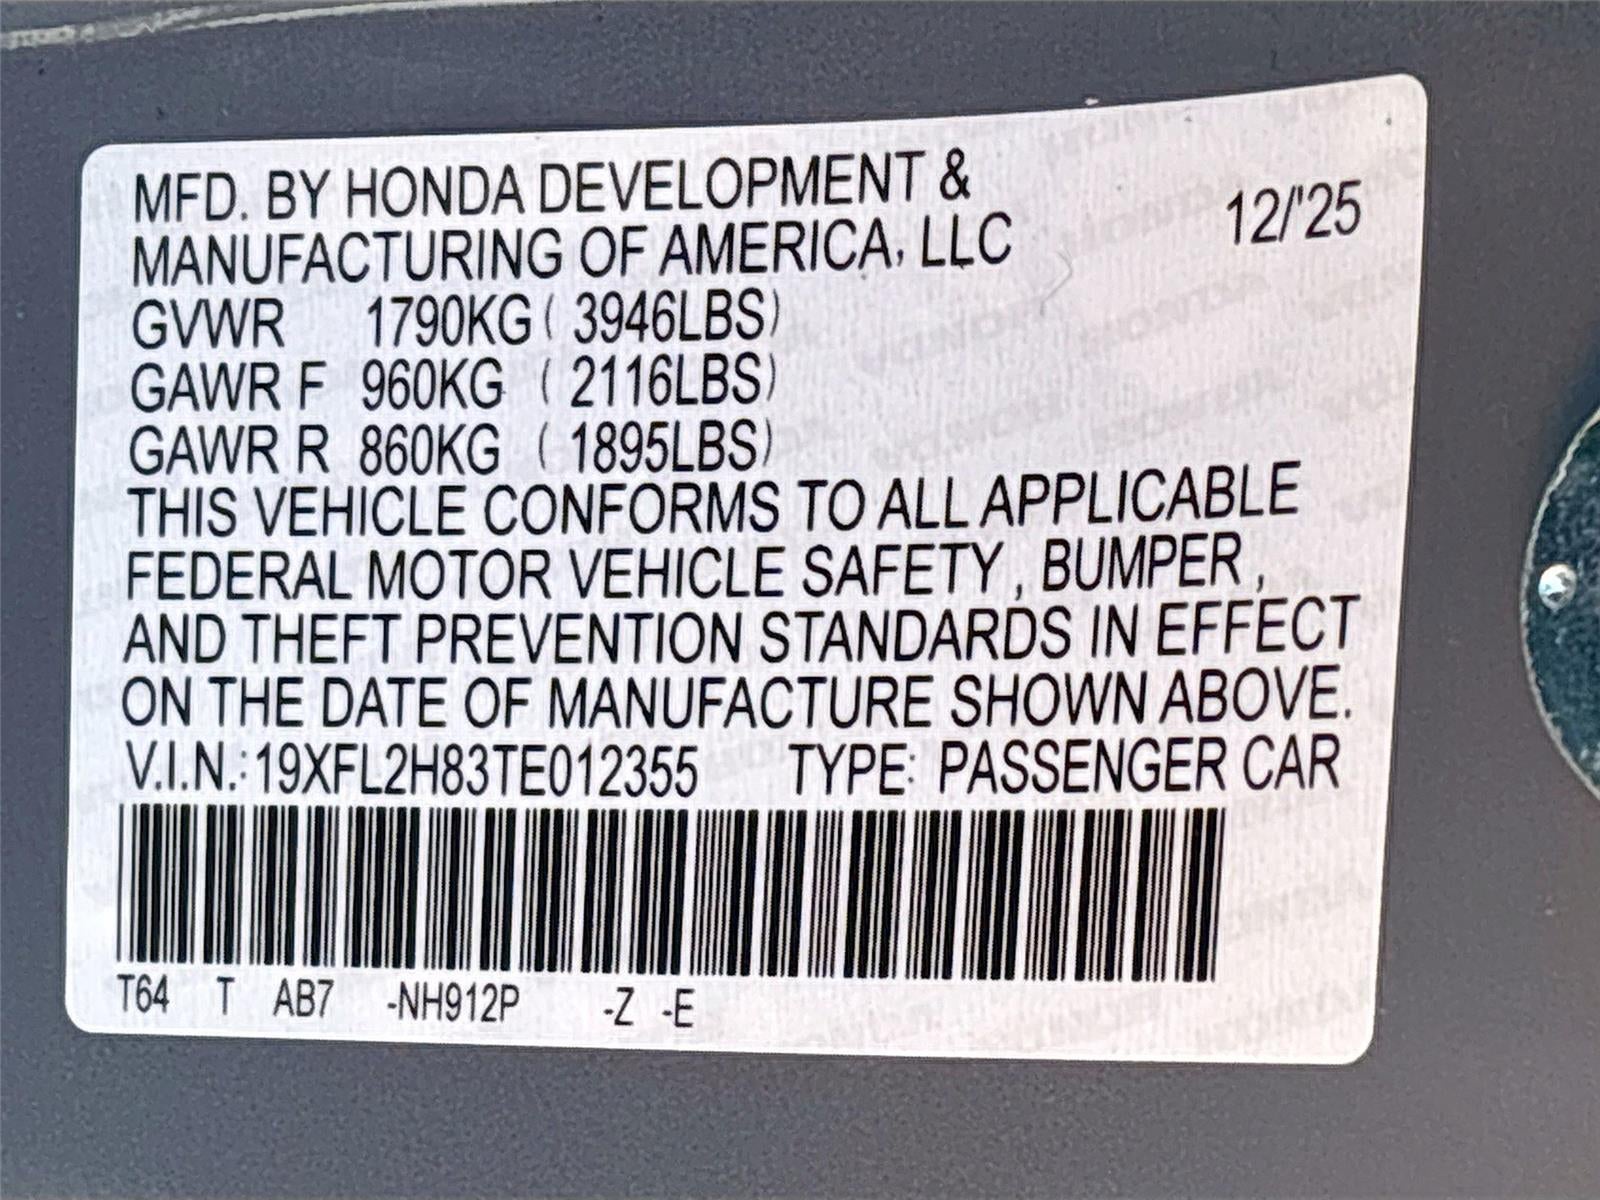 MFD. BY HONDA DEVELOPMENT &
MANUFACTURING OF AMERICA, LLC
12/'25
GVWR 1790KG ( 3946LBS)
GAWR F 960KG ( 2116LBS)
GAWR R 860KG ( 1895LBS)
THIS VEHICLE CONFORMS TO ALL APPLICABLE
FEDERAL MOTOR VEHICLE SAFETY , BUMPER ,
AND THEFT PREVENTION STANDARDS IN EFFECT
ON THE DATE OF MANUFACTURE SHOWN ABOVE.
V.I.N.: 19XFL2H83TE012355 TYPE: PASSENGER CAR
T64 T AB7 -NH912P -Z -E